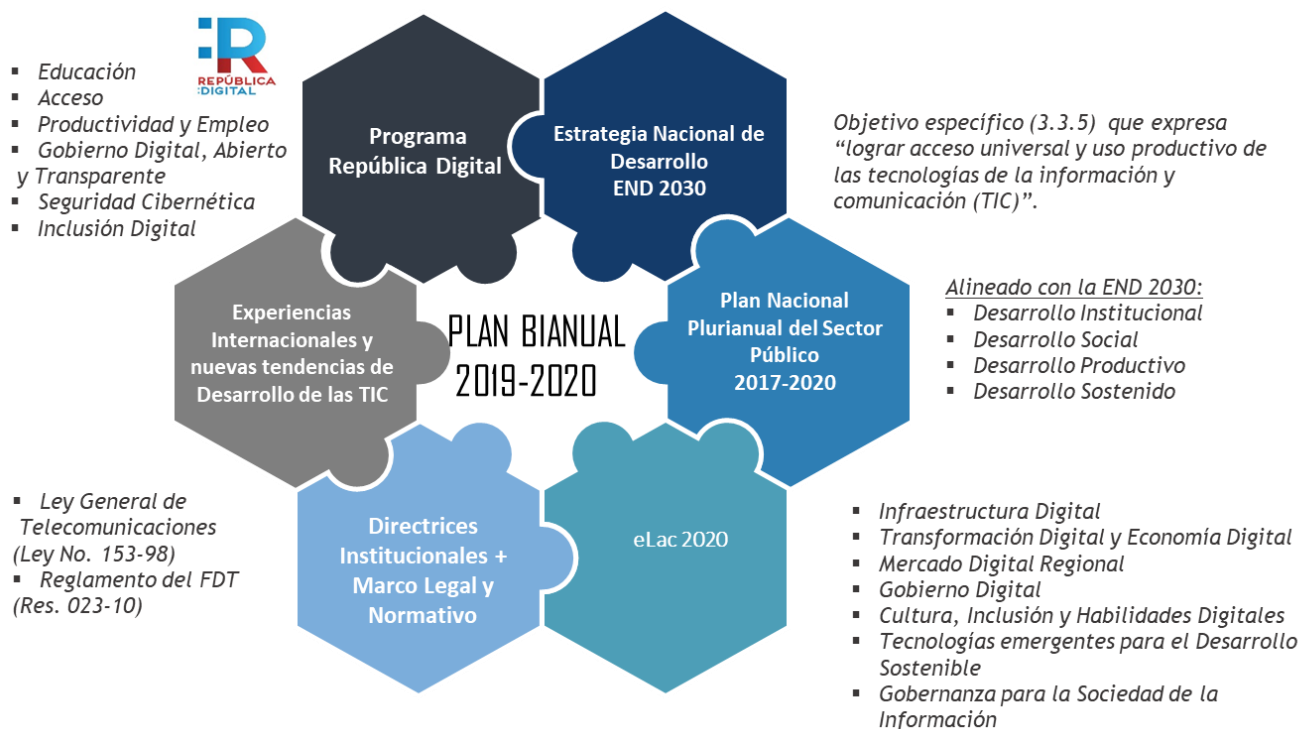 :R
REPÚBLICA
:DIGITAL
▪ Educación
▪ Acceso
▪ Productividad y Empleo
▪ Gobierno Digital, Abierto
y Transparente
▪ Seguridad Cibernética
▪ Inclusión Digital
Programa
República Digital
Estrategia Nacional de
Desarrollo
END 2030
Objetivo específico (3.3.5) que expresa
“lograr acceso universal y uso productivo de
las tecnologías de la información y
comunicación (TIC)”.
Experiencias
Internacionales y
nuevas tendencias de
Desarrollo de las TIC
PLAN BIANUAL
2019-2020
Plan Nacional
Plurianual del Sector
Público
2017-2020
Alineado con la END 2030:
▪ Desarrollo Institucional
▪ Desarrollo Social
▪ Desarrollo Productivo
▪ Desarrollo Sostenido
▪ Ley General de
Telecomunicaciones
(Ley No. 153-98)
▪ Reglamento del FDT
(Res. 023-10)
Directrices
Institucionales +
Marco Legal y
Normativo
eLac 2020
▪ Infraestructura Digital
▪ Transformación Digital y Economía Digital
▪ Mercado Digital Regional
▪ Gobierno Digital
▪ Cultura, Inclusión y Habilidades Digitales
▪ Tecnologías emergentes para el Desarrollo
Sostenible
▪ Gobernanza para la Sociedad de la
Información